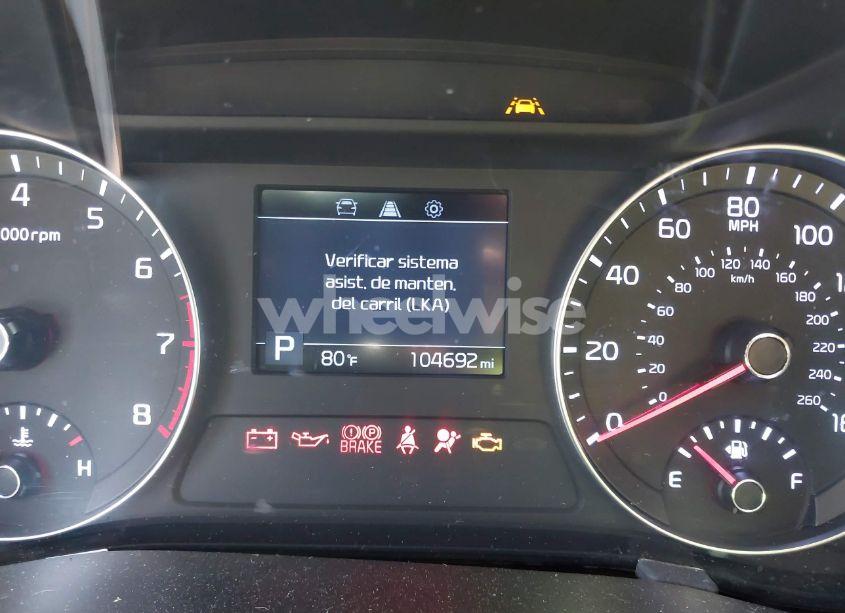 4
5
6
7
8
000rpm
H
Verificar sistema
asist. de manten.
del carril (LKA)
wheelwise
P
80°F
104692 mi
BRAKE
P
0
20
40
60
80
100
MPH
0
20
40
60
80
100
120
140
160
180
200
220
240
260
km/h
E
F